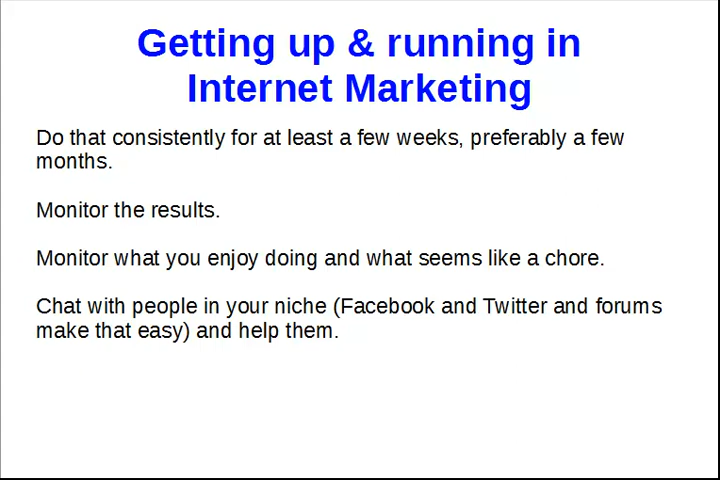 Getting up & running in
Internet Marketing
Do that consistently for at least a few weeks, preferably a few
months.
Monitor the results.
Monitor what you enjoy doing and what seems like a chore.
Chat with people in your niche (Facebook and Twitter and forums
make that easy) and help them.